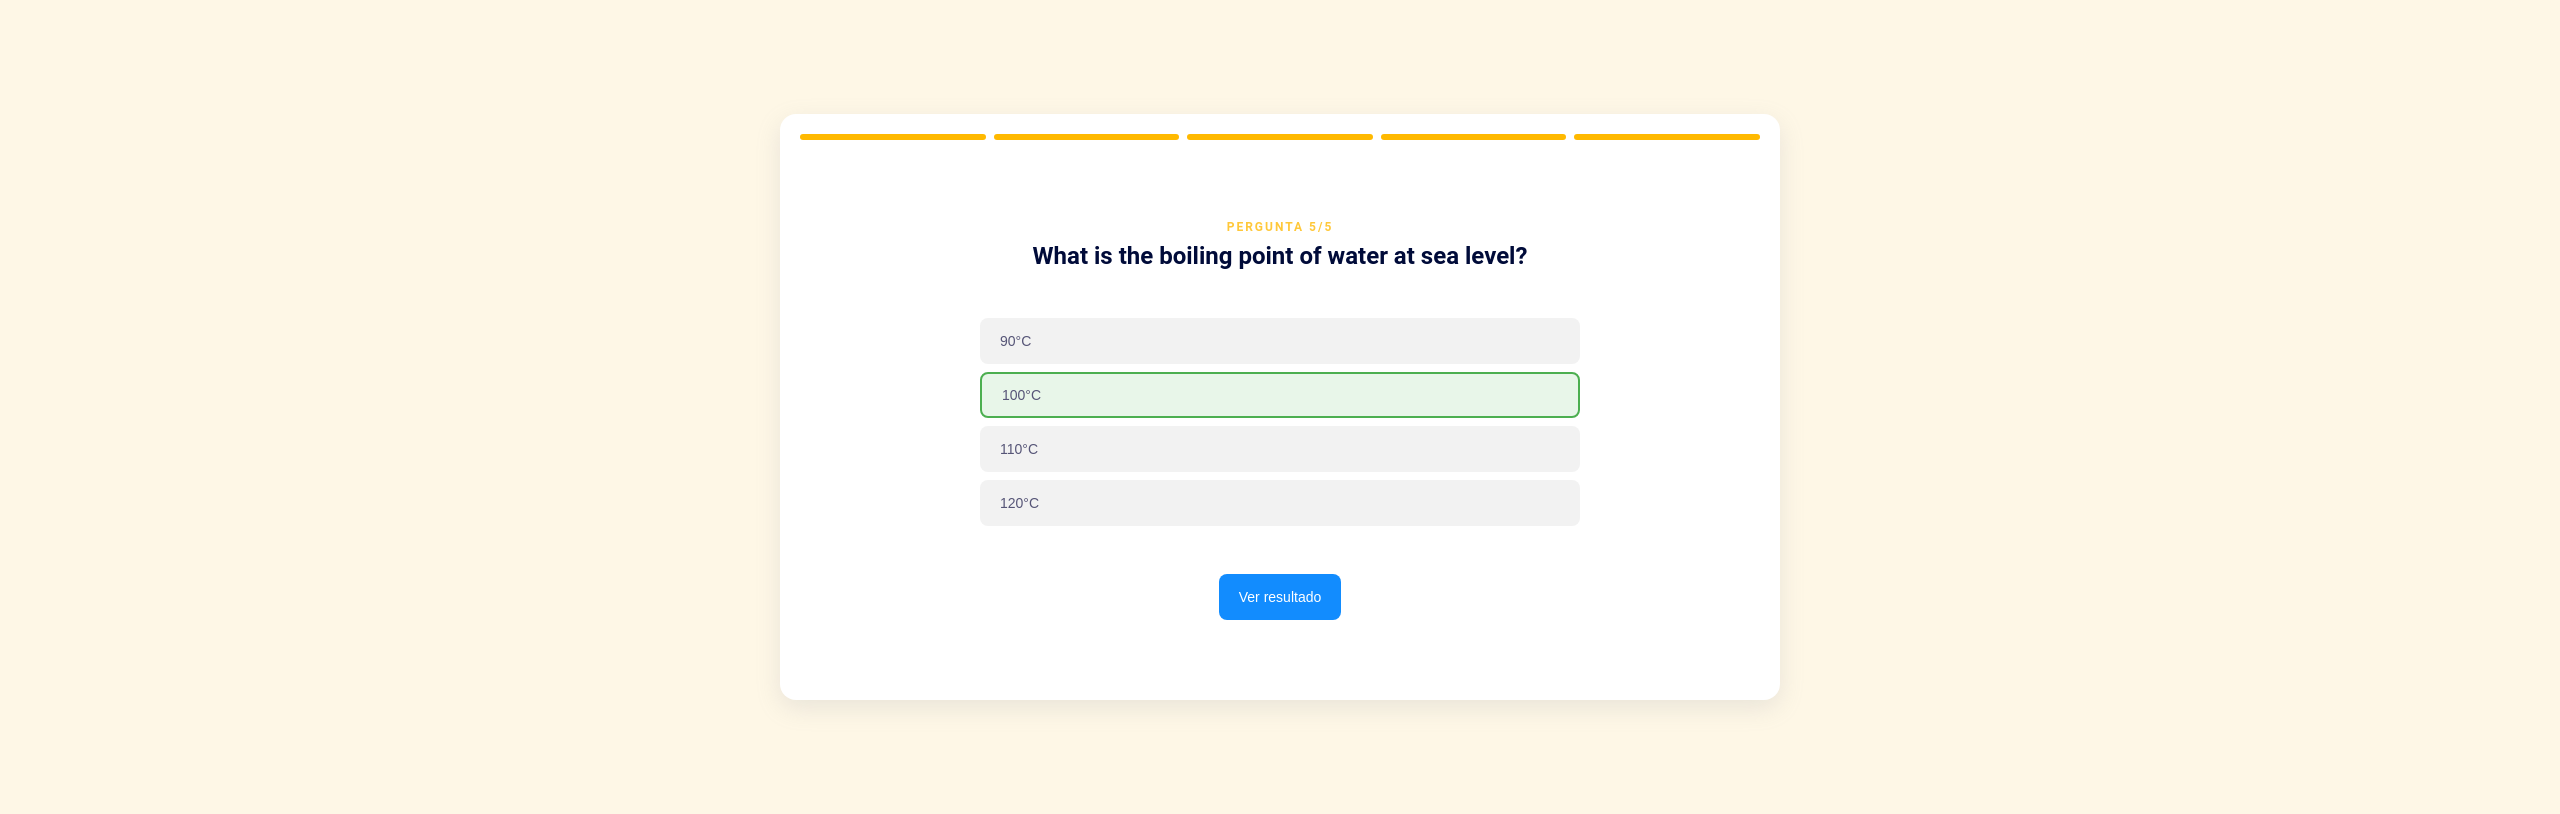 PERGUNTA 5/5
What is the boiling point of water at sea level?
90°C
100°C
110°C
120°C
Ver resultado